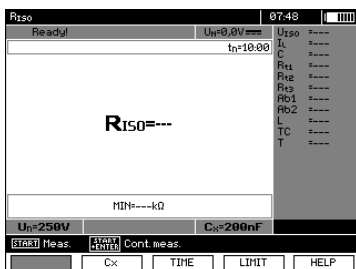 RISO 07:48
Ready! UN=0,0V
tn=10:00
RISO=---
MIN=---kΩ
Un=250V Cx=200nF
UISO =---
IL =---
C =---
Rt1 =---
Rt2 =---
Rt3 =---
Ab1 =---
Ab2 =---
L =---
TC =---
T =---
START Meas. START +ENTER Cont. meas.
Cx TIME LIMIT HELP